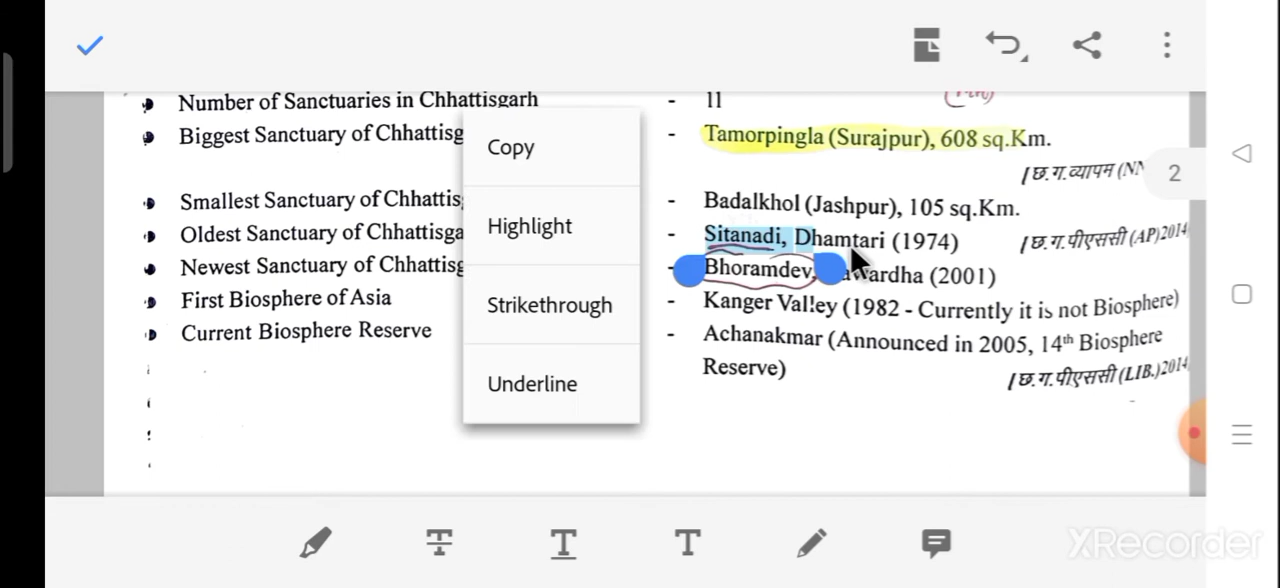 Number of Sanctuaries in Chhattisgarh - 11
Biggest Sanctuary of Chhattisg - Tamorpingla (Surajpur), 608 sq.Km.
[छ.ग.व्यापम (NN
2
Smallest Sanctuary of Chhattis - Badalkhol (Jashpur), 105 sq.Km.
Oldest Sanctuary of Chhattisga - Sitanadi, Dhamtari (1974) [छ.ग.पीएससी (AP)2014
Newest Sanctuary of Chhattisg - Bhoramdev, (2001)
First Biosphere of Asia - Kanger Valley (1982 - Currently it is not Biosphere)
Current Biosphere Reserve - Achanakmar (Announced in 2005, 14th Biosphere
Reserve) [छ.ग.पीएससी (LIB.)2014
Copy
Highlight
Strikethrough
Underline
T T T
XRecorder